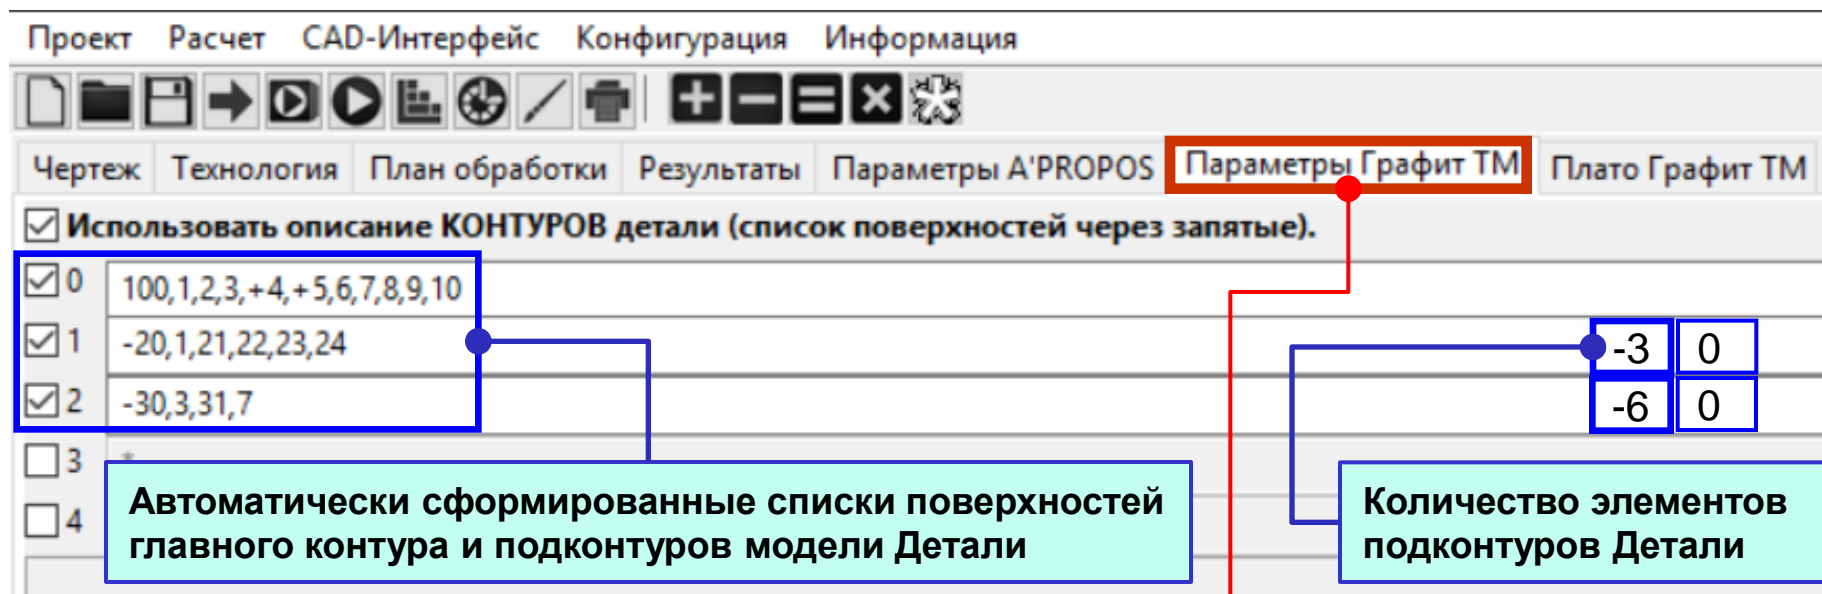 Проект Расчет CAD-Интерфейс Конфигурация Информация
Чертеж Технология План обработки Результаты Параметры A'PROPOS Параметры Графит ТМ Плато Графит ТМ
Использовать описание КОНТУРОВ детали (список поверхностей через запятые).
0 100,1,2,3,+4,+5,6,7,8,9,10
1 -20,1,21,22,23,24 -3 0
2 -30,3,31,7 -6 0
3 *
4
Автоматически сформированные списки поверхностей
главного контура и подконтуров модели Детали
Количество элементов
подконтуров Детали